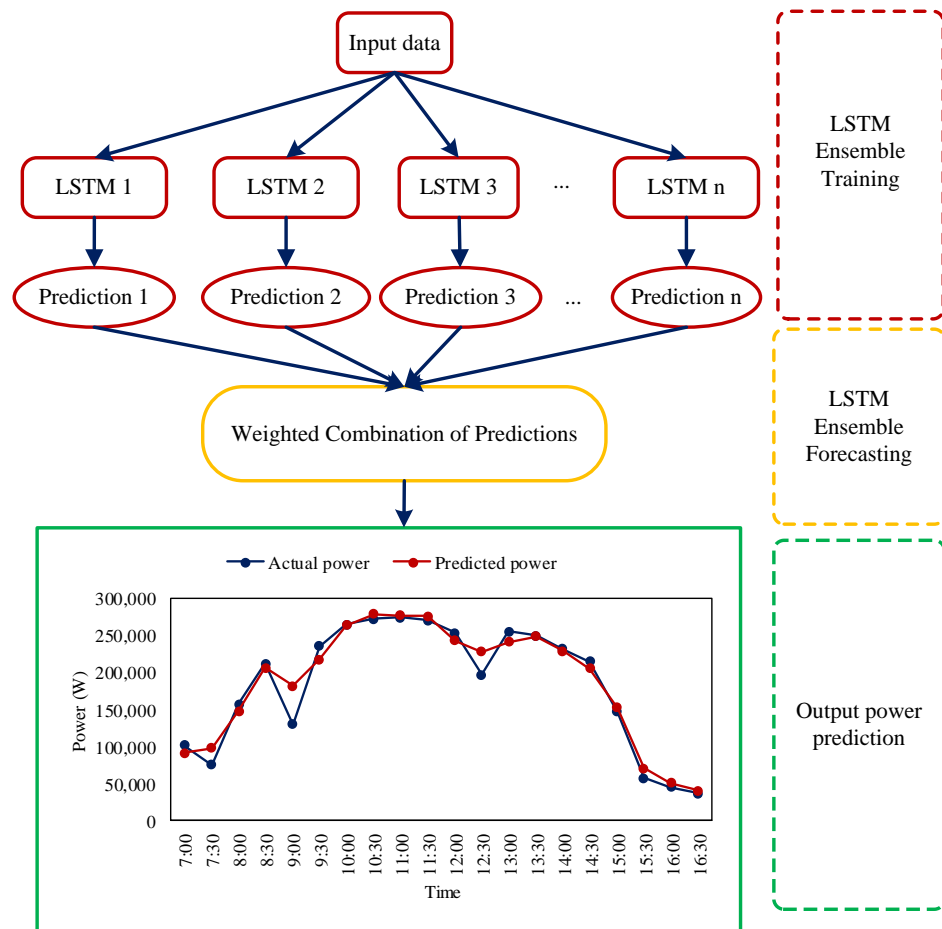 Input data
LSTM 1
LSTM 2
LSTM 3
...
LSTM n
Prediction 1
Prediction 2
Prediction 3
...
Prediction n
Weighted Combination of Predictions
LSTM
Ensemble
Training
LSTM
Ensemble
Forecasting
Output power
prediction
Actual power
Predicted power
Power (W)
300,000
250,000
200,000
150,000
100,000
50,000
0
7:00
7:30
8:00
8:30
9:00
9:30
10:00
10:30
11:00
11:30
12:00
12:30
13:00
13:30
14:00
14:30
15:00
15:30
16:00
16:30
Time